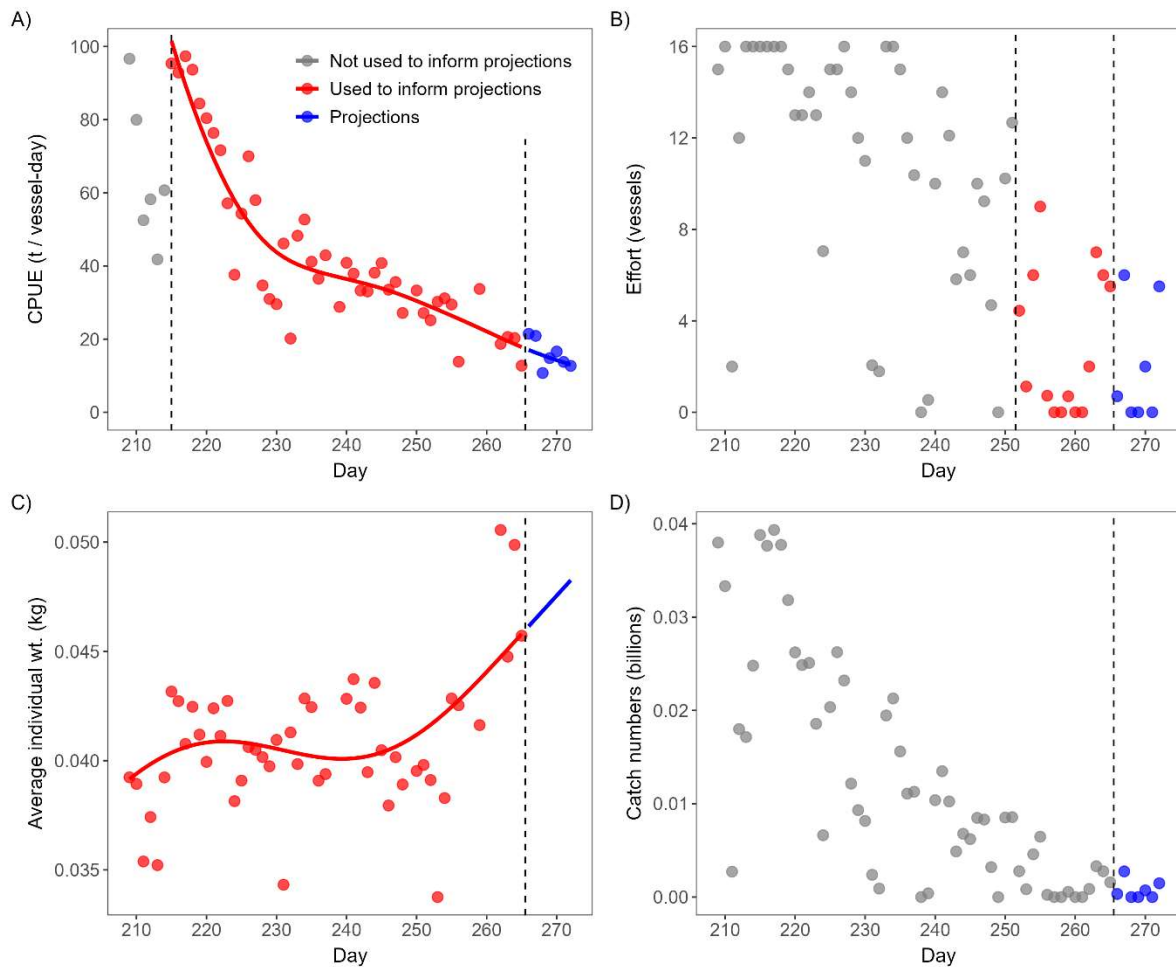 A)
CPUE (t / vessel-day)
100
80
60
40
20
0
Not used to inform projections
Used to inform projections
Projections
210 220 230 240 250 260 270
Day
B)
Effort (vessels)
16
12
8
4
0
210 220 230 240 250 260 270
Day
C)
Average individual wt. (kg)
0.050
0.045
0.040
0.035
210 220 230 240 250 260 270
Day
D)
Catch numbers (billions)
0.04
0.03
0.02
0.01
0.00
210 220 230 240 250 260 270
Day